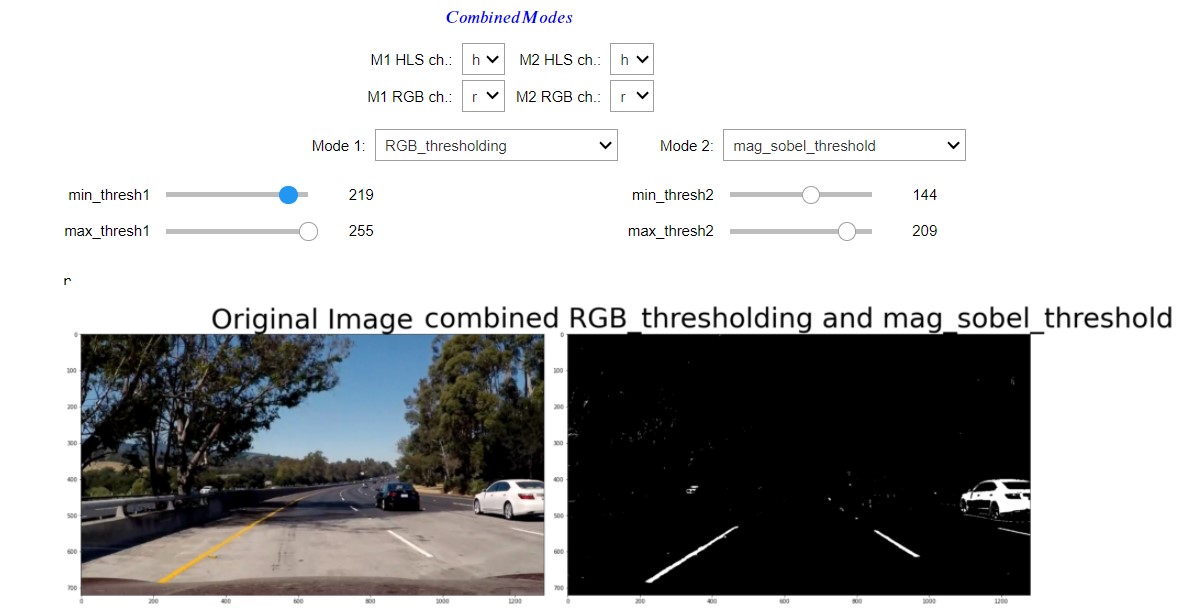 CombinedModes
M1 HLS ch.: h M2 HLS ch.: h
M1 RGB ch.: r M2 RGB ch.: r
Mode 1: RGB_thresholding Mode 2: mag_sobel_threshold
min_thresh1 219 min_thresh2 144
max_thresh1 255 max_thresh2 209
r
Original Image combined RGB_thresholding and mag_sobel_threshold
0 0
100 100
200 200
300 300
400 400
500 500
600 600
700 700
0 200 400 600 800 1000 1200 0 200 400 600 800 1000 1200